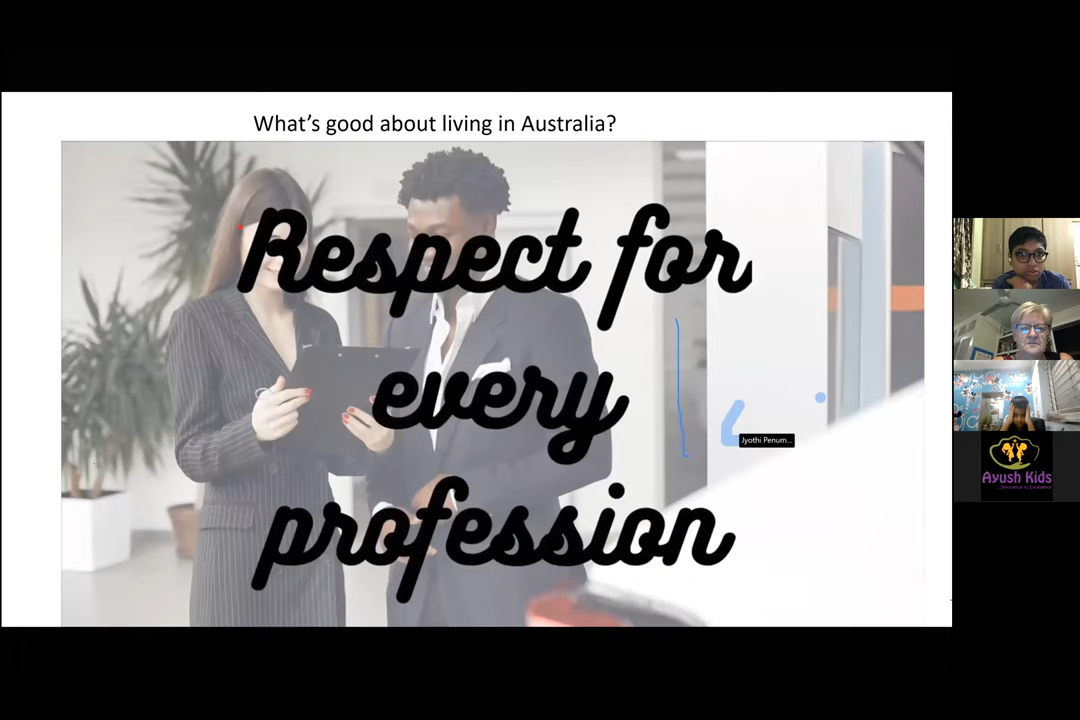 What's good about living in Australia?
Respect for
every
profession
Jyothi Penum...
Ayush Kids